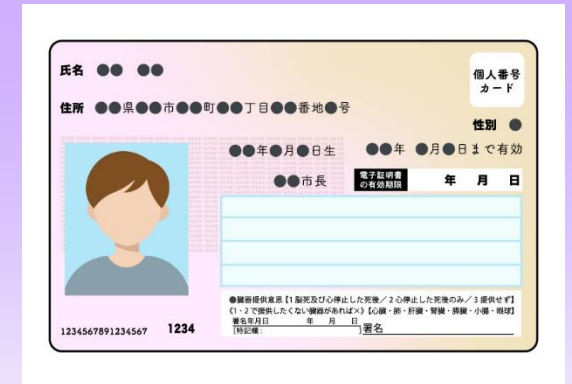 氏名 ●● ●●
個人番号
カード
住所 ●●県●●市●●町●●丁目●●番地●号
性別 ●
●●年●月●日生 ●●年 ●月●日まで有効
●●市長 電子証明書の有効期限 年 月 日
●臓器提供意思【1 脳死及び心停止した死後／2 心停止した死後のみ／3 提供せず】
《1・2で提供したくない臓器があれば×》【心臓・肺・肝臓・腎臓・膵臓・小腸・眼球】
署名年月日 年 月 日
[特記欄: ] 署名
1234567891234567 1234